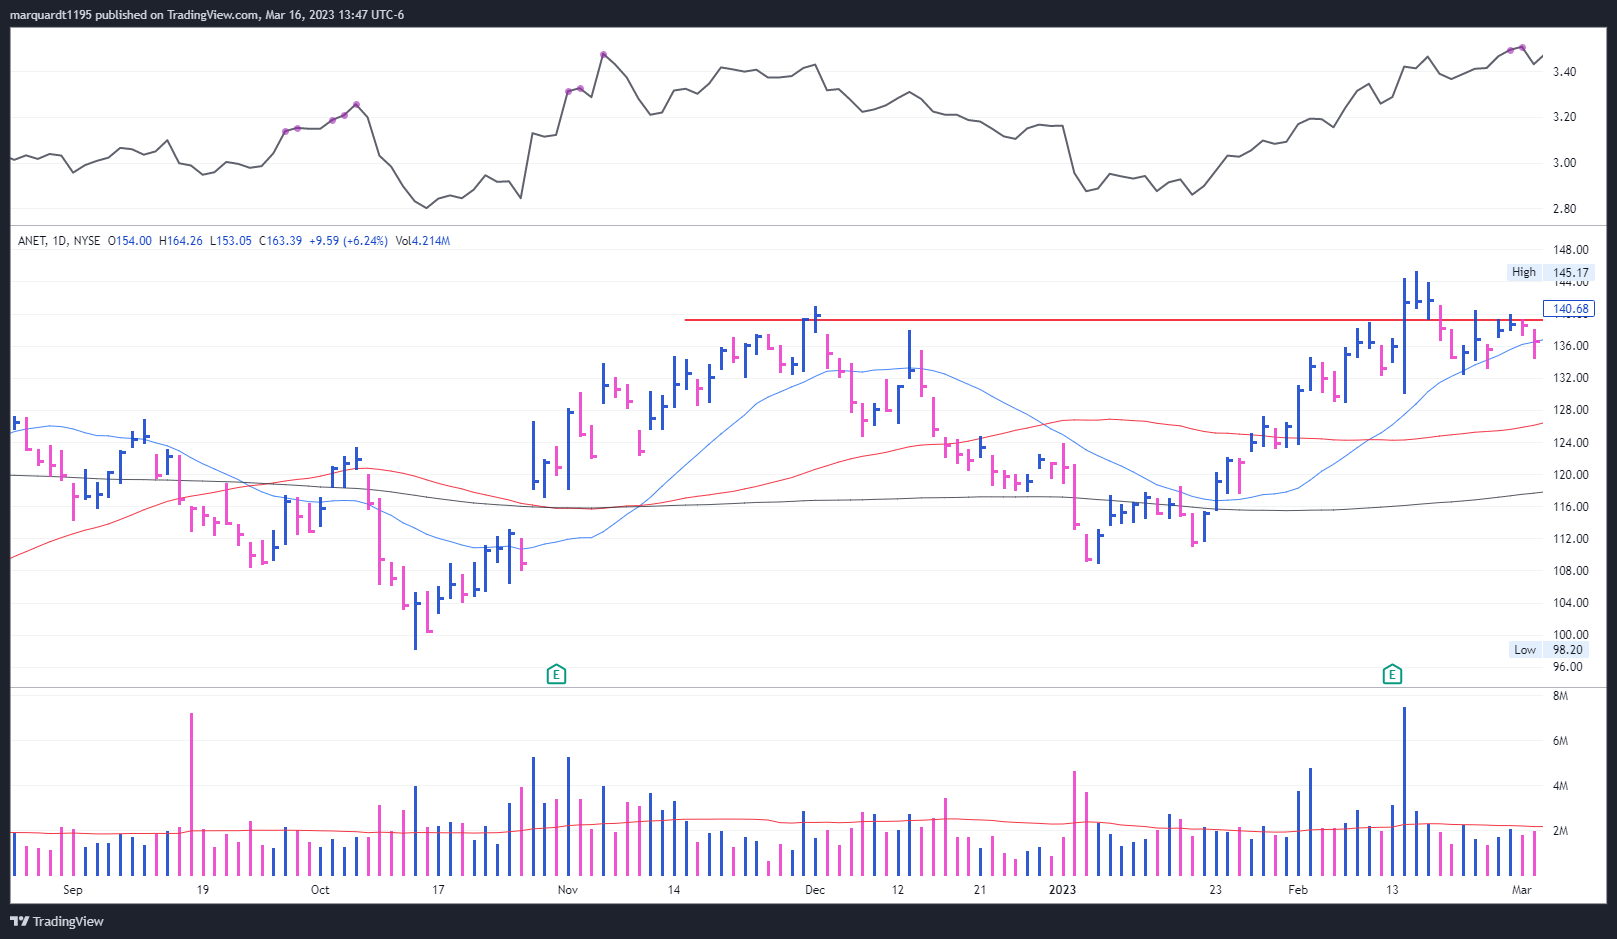 marquardt1195 published on TradingView.com, Mar 16, 2023 13:47 UTC-6
3.40
3.20
3.00
2.80
ANET, 1D, NYSE O154.00 H164.26 L153.05 C163.39 +9.59 (+6.24%) Vol4.214M
148.00
High 145.17
144.00
140.68
136.00
132.00
128.00
124.00
120.00
116.00
112.00
108.00
104.00
100.00
Low 98.20
96.00
E E
8M
6M
4M
2M
Sep 19 Oct 17 Nov 14 Dec 12 21 2023 23 Feb 13 Mar
TradingView